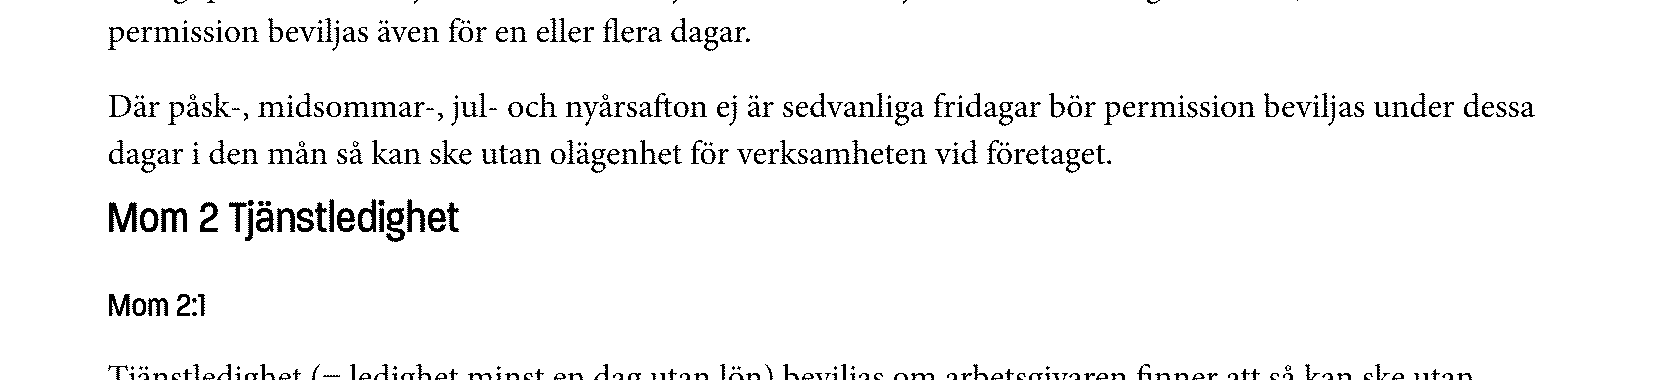 permission beviljas även för en eller flera dagar.
Där påsk-, midsommar-, jul- och nyårsafton ej är sedvanliga fridagar bör permission beviljas under dessa
dagar i den mån så kan ske utan olägenhet för verksamheten vid företaget.
Mom 2 Tjänstledighet
Mom 2:1
Tjänstledighet (= ledighet minst en dag utan lön) beviljas om arbetsgivaren finner att så kan ske utan